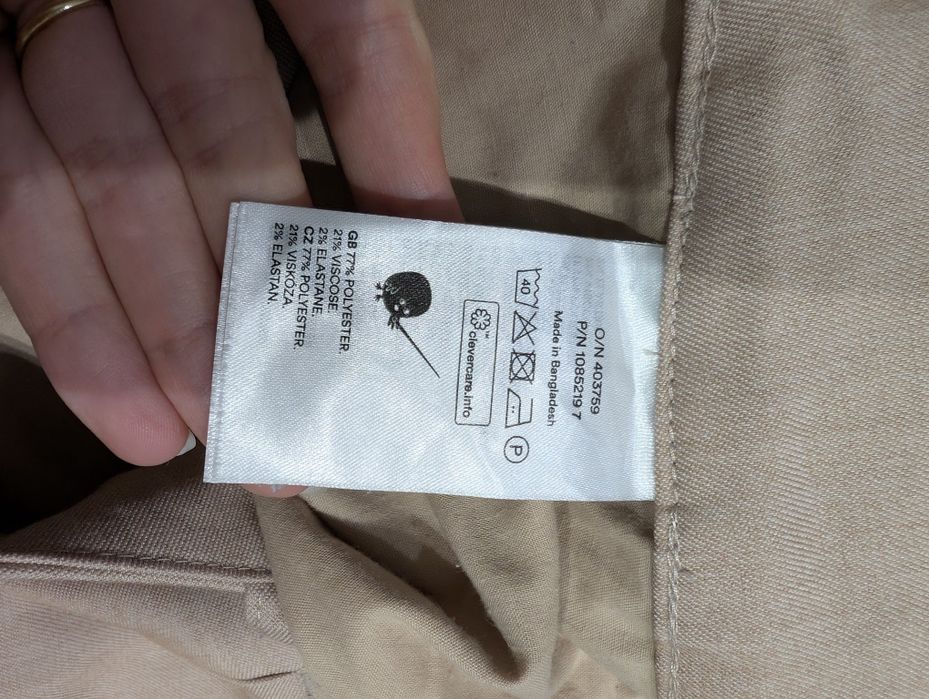 O/N 403759
P/N 1085219 7
Made in Bangladesh
40
P
clevercare.info
GB 77% POLYESTER.
21% VISCOSE.
2% ELASTANE.
CZ 77% POLYESTER.
21% VISKÓZA.
2% ELASTAN.